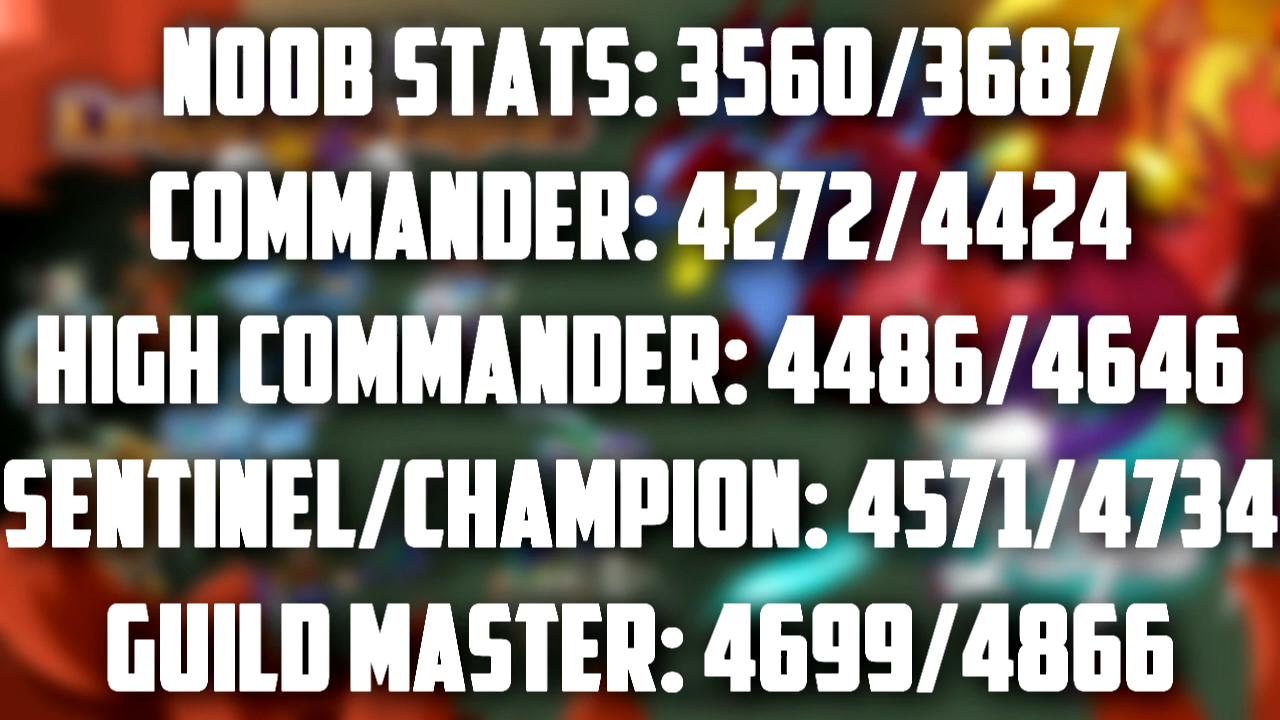 NOOB STATS: 3560/3687
COMMANDER: 4272/4424
HIGH COMMANDER: 4486/4646
SENTINEL/CHAMPION: 4571/4734
GUILD MASTER: 4699/4866